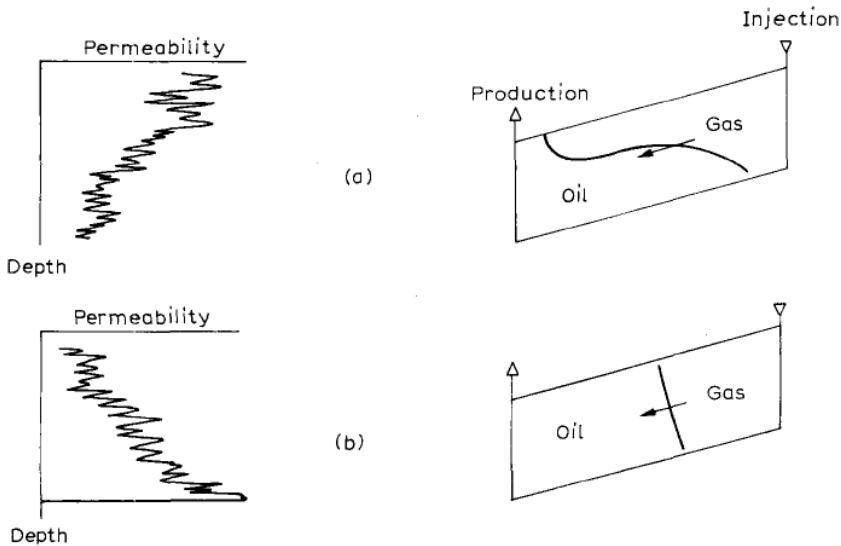 Permeability
Injection
Production
Gas
(a)
Oil
Depth
Permeability
Gas
Oil
(b)
Depth